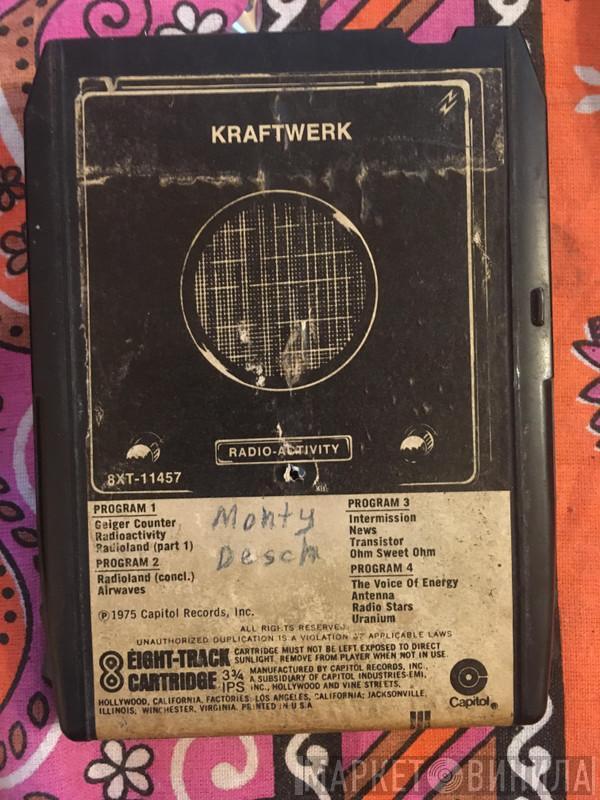 KRAFTWERK
RADIO-ACTIVITY
8XT-11457
PROGRAM 1
Geiger Counter
Radioactivity
Radioland (part 1)
PROGRAM 2
Radioland (concl.)
Airwaves
Monty
Desch
PROGRAM 3
Intermission
News
Transistor
Ohm Sweet Ohm
PROGRAM 4
The Voice Of Energy
Antenna
Radio Stars
Uranium
℗1975 Capitol Records, Inc.
ALL RIGHTS RESERVED.
UNAUTHORIZED DUPLICATION IS A VIOLATION OF APPLICABLE LAWS
8 EIGHT-TRACK CARTRIDGE 3¾ IPS
CARTRIDGE MUST NOT BE LEFT EXPOSED TO DIRECT
SUNLIGHT. REMOVE FROM PLAYER WHEN NOT IN USE.
MANUFACTURED BY CAPITOL RECORDS, INC.,
A SUBSIDIARY OF CAPITOL INDUSTRIES-EMI,
INC., HOLLYWOOD AND VINE STREETS,
HOLLYWOOD, CALIFORNIA. FACTORIES: LOS ANGELES, CALIFORNIA; JACKSONVILLE,
ILLINOIS; WINCHESTER, VIRGINIA. PRINTED IN U.S.A.
Capitol®
МАРКЕТ ВИНИЛА